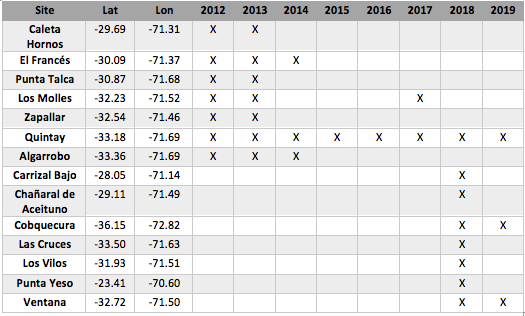 Site Lat Lon 2012 2013 2014 2015 2016 2017 2018 2019
Caleta Hornos -29.69 -71.31 X X
El Francés -30.09 -71.37 X X X
Punta Talca -30.87 -71.68 X X
Los Molles -32.23 -71.52 X X X
Zapallar -32.54 -71.46 X X
Quintay -33.18 -71.69 X X X X X X X X
Algarrobo -33.36 -71.69 X X X
Carrizal Bajo -28.05 -71.14 X
Chañaral de Aceituno -29.11 -71.49 X
Cobquecura -36.15 -72.82 X X
Las Cruces -33.50 -71.63 X
Los Vilos -31.93 -71.51 X
Punta Yeso -23.41 -70.60 X
Ventana -32.72 -71.50 X X